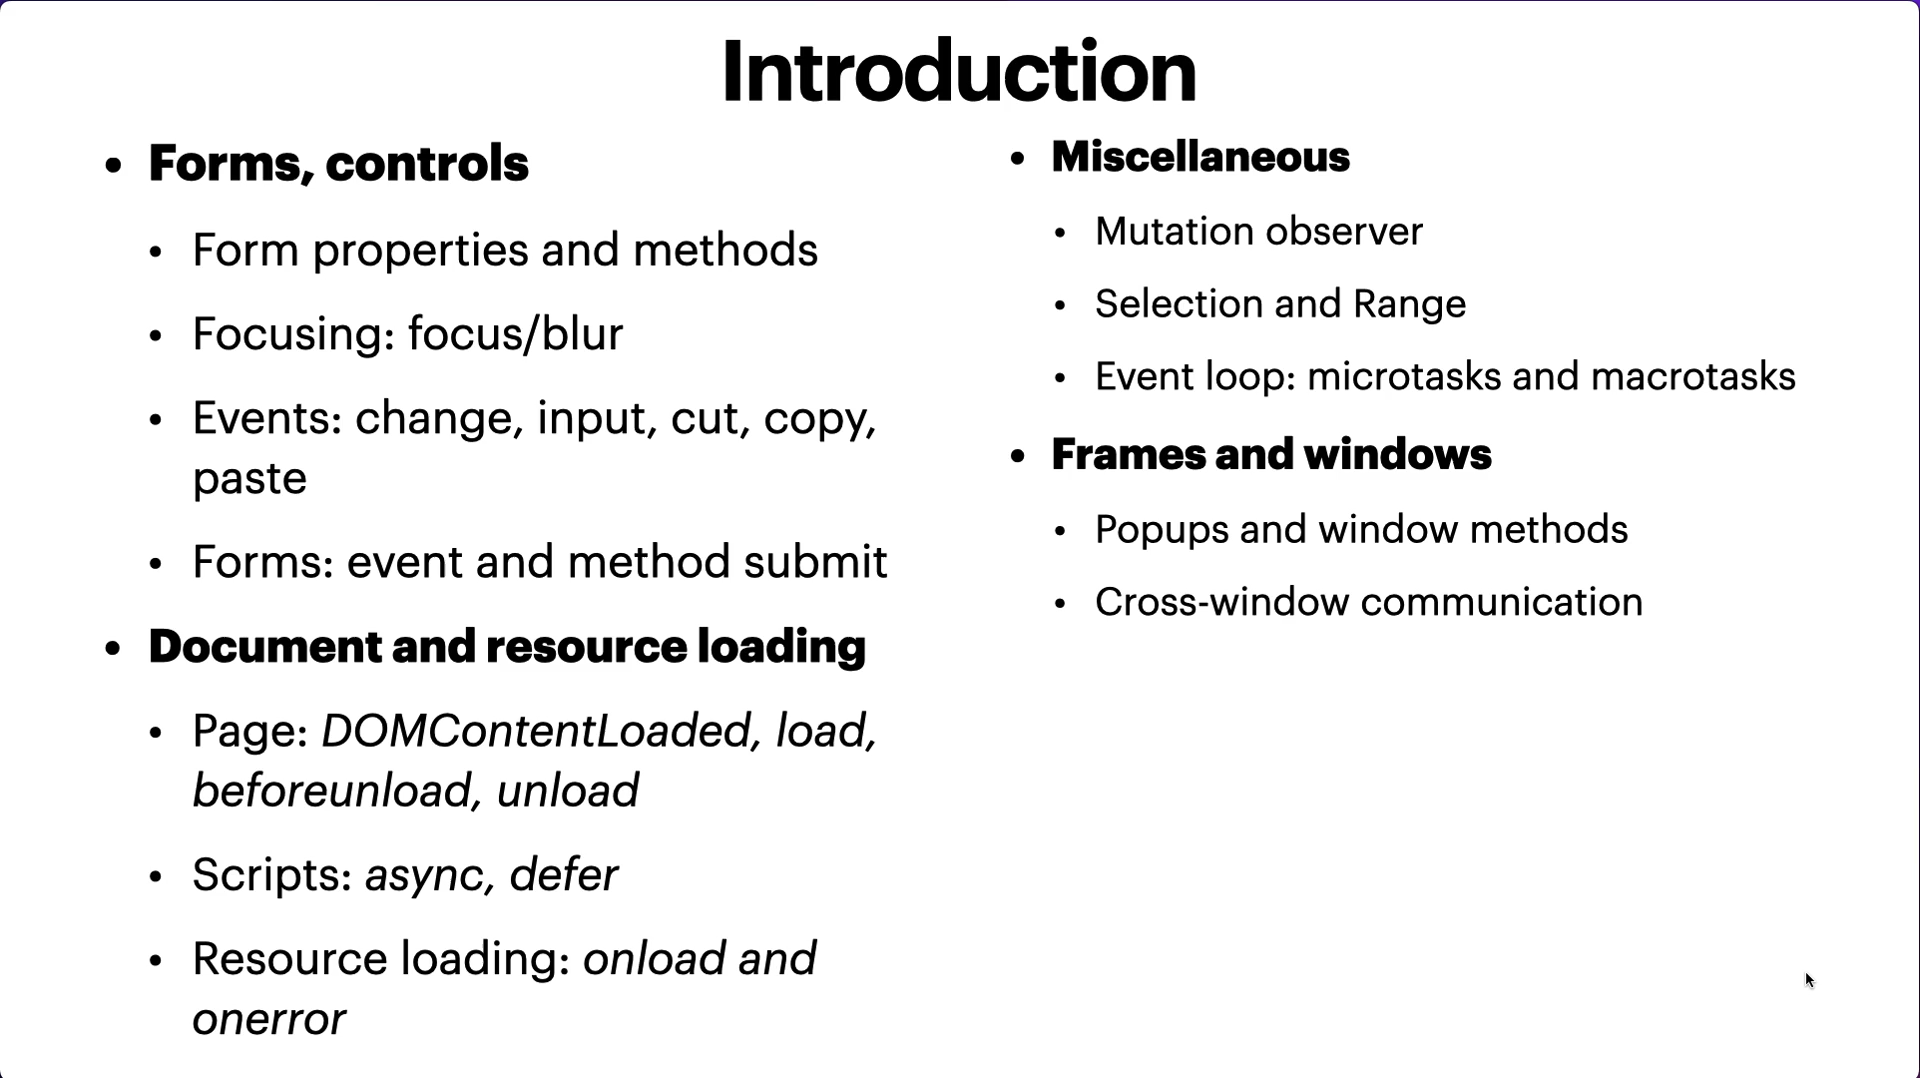 Introduction
• Forms, controls
• Form properties and methods
• Focusing: focus/blur
• Events: change, input, cut, copy,
paste
• Forms: event and method submit
• Document and resource loading
• Page: DOMContentLoaded, load,
beforeunload, unload
• Scripts: async, defer
• Resource loading: onload and
onerror
• Miscellaneous
• Mutation observer
• Selection and Range
• Event loop: microtasks and macrotasks
• Frames and windows
• Popups and window methods
• Cross-window communication